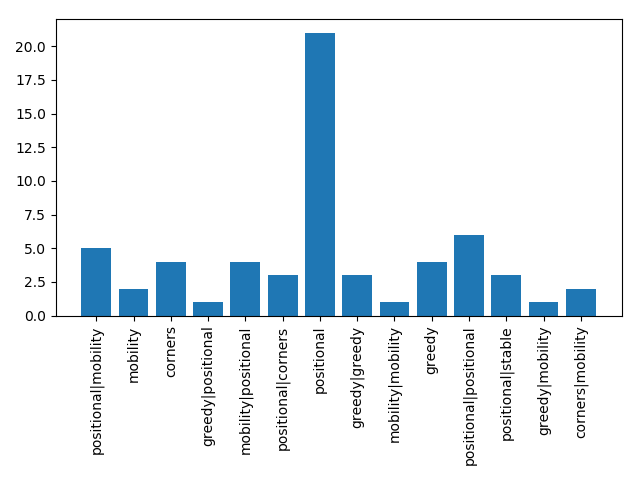 20.0
17.5
15.0
12.5
10.0
7.5
5.0
2.5
0.0
positional|mobility
mobility
corners
greedy|positional
mobility|positional
positional|corners
positional
greedy|greedy
mobility|mobility
greedy
positional|positional
positional|stable
greedy|mobility
corners|mobility